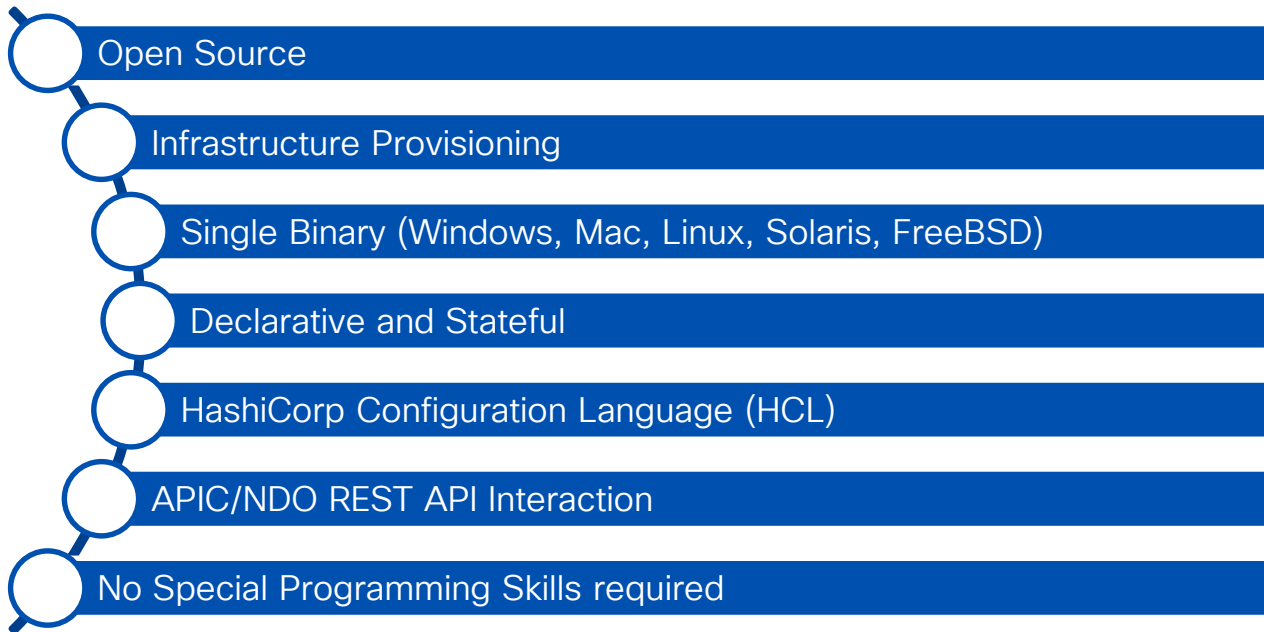 Open Source
Infrastructure Provisioning
Single Binary (Windows, Mac, Linux, Solaris, FreeBSD)
Declarative and Stateful
HashiCorp Configuration Language (HCL)
APIC/NDO REST API Interaction
No Special Programming Skills required